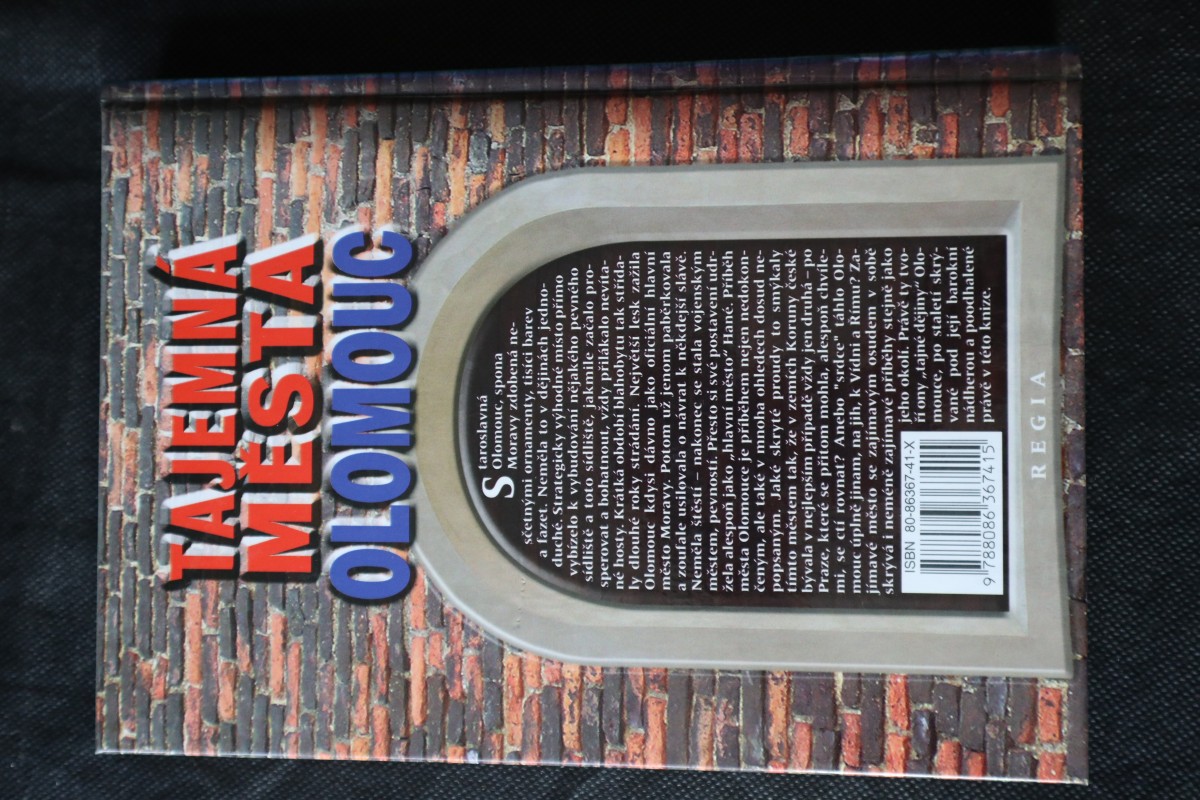 TAJEMNÁ
MĚSTA
OLOMOUC
Staroslavná
Olomouc, spona
Moravy zdobená ne-
sčetnými ornamenty, tisíci barev
a fazet. Neměla to v dějinách jedno-
duché. Strategicky výhodné místo přímo
vybízelo k vybudování nějakého pevného
sídliště a toto sídliště, jakmile začalo pro-
sperovat a bohatnout, vždy přilákalo nevíta-
né hosty. Krátká období blahobytu tak střída-
ly dlouhé roky strádání. Největší lesk zažila
Olomouc kdysi dávno jako oficiální hlavní
město Moravy. Potom už jenom paběrkovala
a zoufale usilovala o návrat k někdejší slávě.
Neměla štěstí – nakonec se stala vojenským
městem, pevností. Přesto si své postavení udr-
žela alespoň jako „hlavní město“ Hané. Příběh
města Olomouce je příběhem nejen nedokon-
čeným, ale také v mnoha ohledech dosud ne-
popsaným. Jaké skryté proudy to smýkaly
tímto městem tak, že v zemích Koruny české
bývala v nejlepším případě vždy jen druhá – po
Praze, které se přitom mohla, alespoň chvíle-
mi, se ctí rovnat? Anebo "srdce" táhlo Olo-
mouc úplně jinam, na jih, k Vídni a Římu? Za-
jímavé město se zajímavým osudem v sobě
skrývá i neméně zajímavé příběhy stejně jako
jeho okolí. Právě ty tvo-
ří ony „tajné dějiny“ Olo-
mouce, po staletí skrý-
vané pod její barokní
nádherou a poodhalené
právě v této knize.
ISBN 80-86367-41-X
9 788086 367415
REGIA